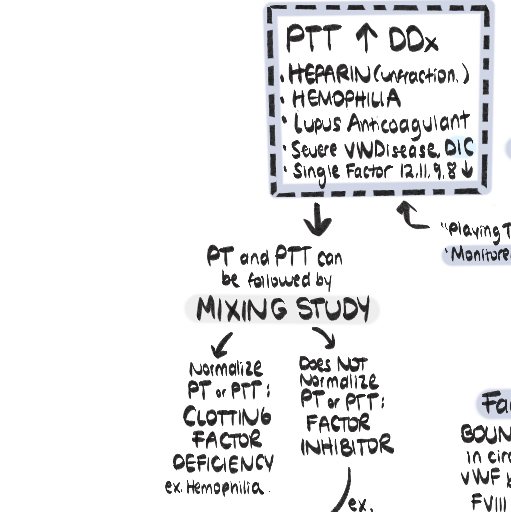 PTT ↑ DDx
• HEPARIN (unfraction.)
• HEMOPHILIA
• Lupus Anticoagulant
• Severe VWDisease, DIC
• Single Factor 12, 11, 9, 8 ↓
"Playing T
"Monitore
PT and PTT can
be followed by
MIXING STUDY
Normalize
PT or PTT:
CLOTTING
FACTOR
DEFICIENCY
ex. Hemophilia.
Does NOT
Normalize
PT or PTT:
FACTOR
INHIBITOR
ex.
Fa
BOUN
in circ
VWF
FVIII